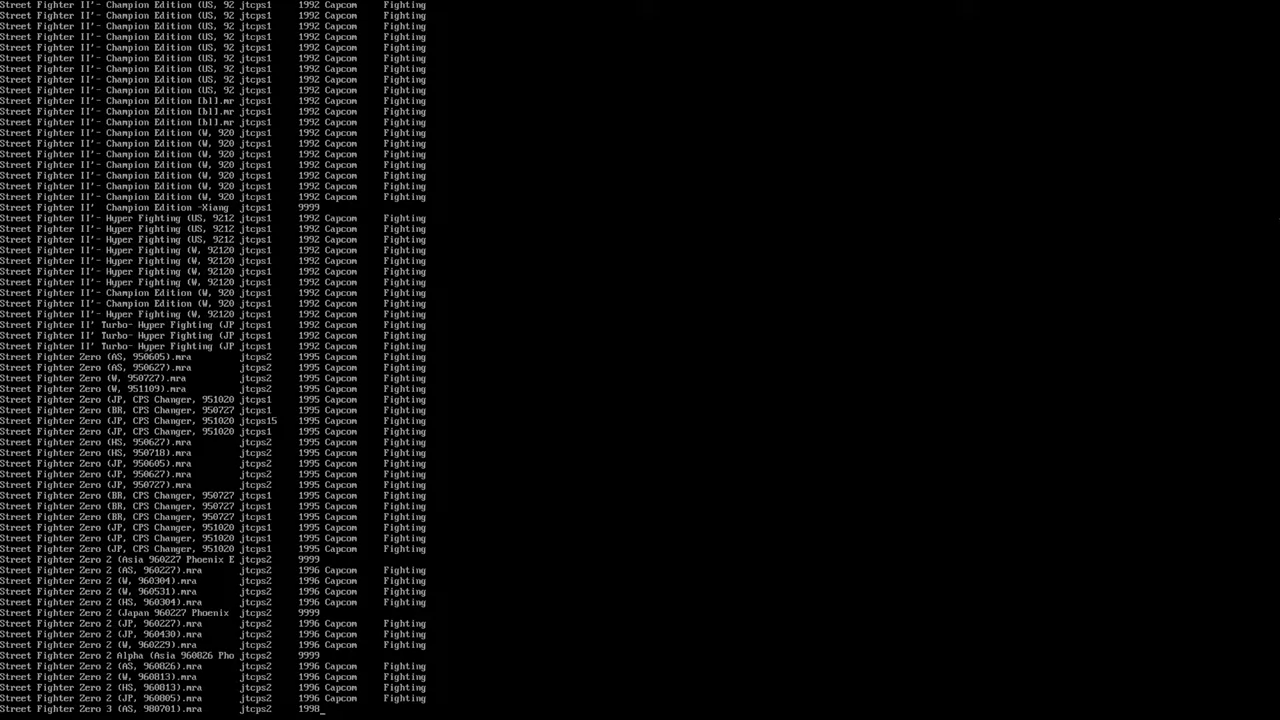 Street Fighter II'- Champion Edition (US, 92 jtcps1 1992 Capcom Fighting
Street Fighter II'- Champion Edition (US, 92 jtcps1 1992 Capcom Fighting
Street Fighter II'- Champion Edition (US, 92 jtcps1 1992 Capcom Fighting
Street Fighter II'- Champion Edition (US, 92 jtcps1 1992 Capcom Fighting
Street Fighter II'- Champion Edition (US, 92 jtcps1 1992 Capcom Fighting
Street Fighter II'- Champion Edition (US, 92 jtcps1 1992 Capcom Fighting
Street Fighter II'- Champion Edition (US, 92 jtcps1 1992 Capcom Fighting
Street Fighter II'- Champion Edition (US, 92 jtcps1 1992 Capcom Fighting
Street Fighter II'- Champion Edition (US, 92 jtcps1 1992 Capcom Fighting
Street Fighter II'- Champion Edition [bl].mr jtcps1 1992 Capcom Fighting
Street Fighter II'- Champion Edition [bl].mr jtcps1 1992 Capcom Fighting
Street Fighter II'- Champion Edition [bl].mr jtcps1 1992 Capcom Fighting
Street Fighter II'- Champion Edition (W, 920 jtcps1 1992 Capcom Fighting
Street Fighter II'- Champion Edition (W, 920 jtcps1 1992 Capcom Fighting
Street Fighter II'- Champion Edition (W, 920 jtcps1 1992 Capcom Fighting
Street Fighter II'- Champion Edition (W, 920 jtcps1 1992 Capcom Fighting
Street Fighter II'- Champion Edition (W, 920 jtcps1 1992 Capcom Fighting
Street Fighter II'- Champion Edition (W, 920 jtcps1 1992 Capcom Fighting
Street Fighter II'- Champion Edition (W, 920 jtcps1 1992 Capcom Fighting
Street Fighter II' Champion Edition -Xiang jtcps1 9999
Street Fighter II'- Hyper Fighting (US, 9212 jtcps1 1992 Capcom Fighting
Street Fighter II'- Hyper Fighting (US, 9212 jtcps1 1992 Capcom Fighting
Street Fighter II'- Hyper Fighting (US, 9212 jtcps1 1992 Capcom Fighting
Street Fighter II'- Hyper Fighting (W, 92120 jtcps1 1992 Capcom Fighting
Street Fighter II'- Hyper Fighting (W, 92120 jtcps1 1992 Capcom Fighting
Street Fighter II'- Hyper Fighting (W, 92120 jtcps1 1992 Capcom Fighting
Street Fighter II'- Hyper Fighting (W, 92120 jtcps1 1992 Capcom Fighting
Street Fighter II'- Champion Edition (W, 920 jtcps1 1992 Capcom Fighting
Street Fighter II'- Champion Edition (W, 920 jtcps1 1992 Capcom Fighting
Street Fighter II'- Hyper Fighting (W, 92120 jtcps1 1992 Capcom Fighting
Street Fighter II' Turbo- Hyper Fighting (JP jtcps1 1992 Capcom Fighting
Street Fighter II' Turbo- Hyper Fighting (JP jtcps1 1992 Capcom Fighting
Street Fighter II' Turbo- Hyper Fighting (JP jtcps1 1992 Capcom Fighting
Street Fighter Zero (AS, 950605).mra jtcps2 1995 Capcom Fighting
Street Fighter Zero (AS, 950627).mra jtcps2 1995 Capcom Fighting
Street Fighter Zero (W, 950727).mra jtcps2 1995 Capcom Fighting
Street Fighter Zero (W, 951109).mra jtcps2 1995 Capcom Fighting
Street Fighter Zero (JP, CPS Changer, 951020 jtcps1 1995 Capcom Fighting
Street Fighter Zero (BR, CPS Changer, 950727 jtcps1 1995 Capcom Fighting
Street Fighter Zero (JP, CPS Changer, 951020 jtcps15 1995 Capcom Fighting
Street Fighter Zero (JP, CPS Changer, 951020 jtcps1 1995 Capcom Fighting
Street Fighter Zero (HS, 950627).mra jtcps2 1995 Capcom Fighting
Street Fighter Zero (HS, 950718).mra jtcps2 1995 Capcom Fighting
Street Fighter Zero (JP, 950605).mra jtcps2 1995 Capcom Fighting
Street Fighter Zero (JP, 950627).mra jtcps2 1995 Capcom Fighting
Street Fighter Zero (JP, 950727).mra jtcps2 1995 Capcom Fighting
Street Fighter Zero (BR, CPS Changer, 950727 jtcps1 1995 Capcom Fighting
Street Fighter Zero (BR, CPS Changer, 950727 jtcps1 1995 Capcom Fighting
Street Fighter Zero (BR, CPS Changer, 950727 jtcps1 1995 Capcom Fighting
Street Fighter Zero (JP, CPS Changer, 951020 jtcps1 1995 Capcom Fighting
Street Fighter Zero (JP, CPS Changer, 951020 jtcps1 1995 Capcom Fighting
Street Fighter Zero (JP, CPS Changer, 951020 jtcps1 1995 Capcom Fighting
Street Fighter Zero 2 (Asia 960227 Phoenix E jtcps2 9999
Street Fighter Zero 2 (AS, 960227).mra jtcps2 1996 Capcom Fighting
Street Fighter Zero 2 (W, 960304).mra jtcps2 1996 Capcom Fighting
Street Fighter Zero 2 (W, 960531).mra jtcps2 1996 Capcom Fighting
Street Fighter Zero 2 (HS, 960304).mra jtcps2 1996 Capcom Fighting
Street Fighter Zero 2 (Japan 960227 Phoenix jtcps2 9999
Street Fighter Zero 2 (JP, 960227).mra jtcps2 1996 Capcom Fighting
Street Fighter Zero 2 (JP, 960430).mra jtcps2 1996 Capcom Fighting
Street Fighter Zero 2 (W, 960229).mra jtcps2 1996 Capcom Fighting
Street Fighter Zero 2 Alpha (Asia 960826 Pho jtcps2 9999
Street Fighter Zero 2 (AS, 960826).mra jtcps2 1996 Capcom Fighting
Street Fighter Zero 2 (W, 960813).mra jtcps2 1996 Capcom Fighting
Street Fighter Zero 2 (HS, 960813).mra jtcps2 1996 Capcom Fighting
Street Fighter Zero 2 (JP, 960805).mra jtcps2 1996 Capcom Fighting
Street Fighter Zero 3 (AS, 980701).mra jtcps2 1998_